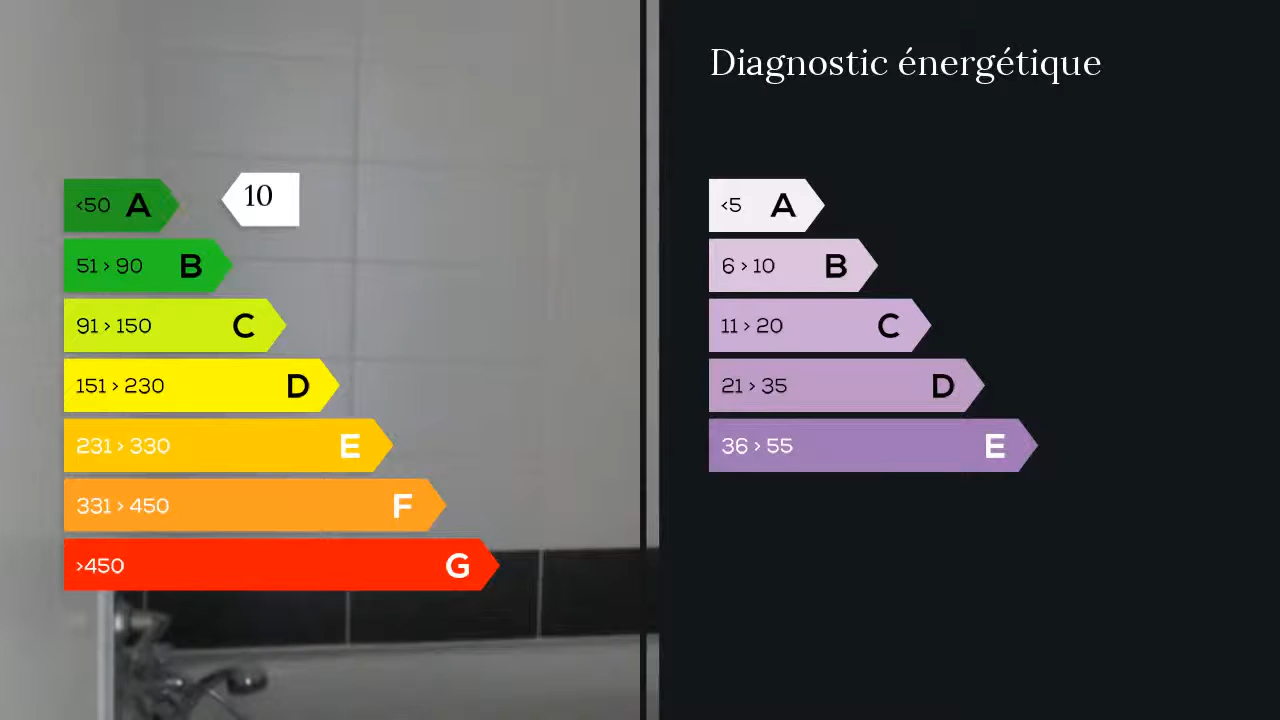 Diagnostic énergétique
<50 A
10
51 > 90 B
91 > 150 C
151 > 230 D
231 > 330 E
331 > 450 F
>450 G
<5 A
6 > 10 B
11 > 20 C
21 > 35 D
36 > 55 E